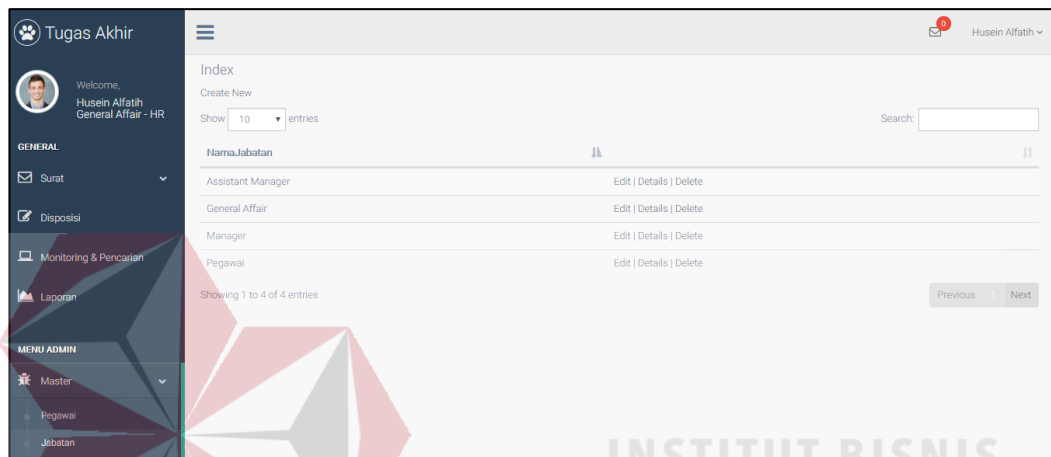 Tugas Akhir
0
Husein Alfatih
Welcome,
Husein Alfatih
General Affair - HR
GENERAL
Surat
Disposisi
Monitoring & Pencarian
Laporan
MENU ADMIN
Master
Pegawai
Jabatan
Index
Create New
Show 10 entries
Search:
NamaJabatan
Assistant Manager Edit | Details | Delete
General Affair Edit | Details | Delete
Manager Edit | Details | Delete
Pegawai Edit | Details | Delete
Showing 1 to 4 of 4 entries
Previous 1 Next
INSTITUT BISNIS